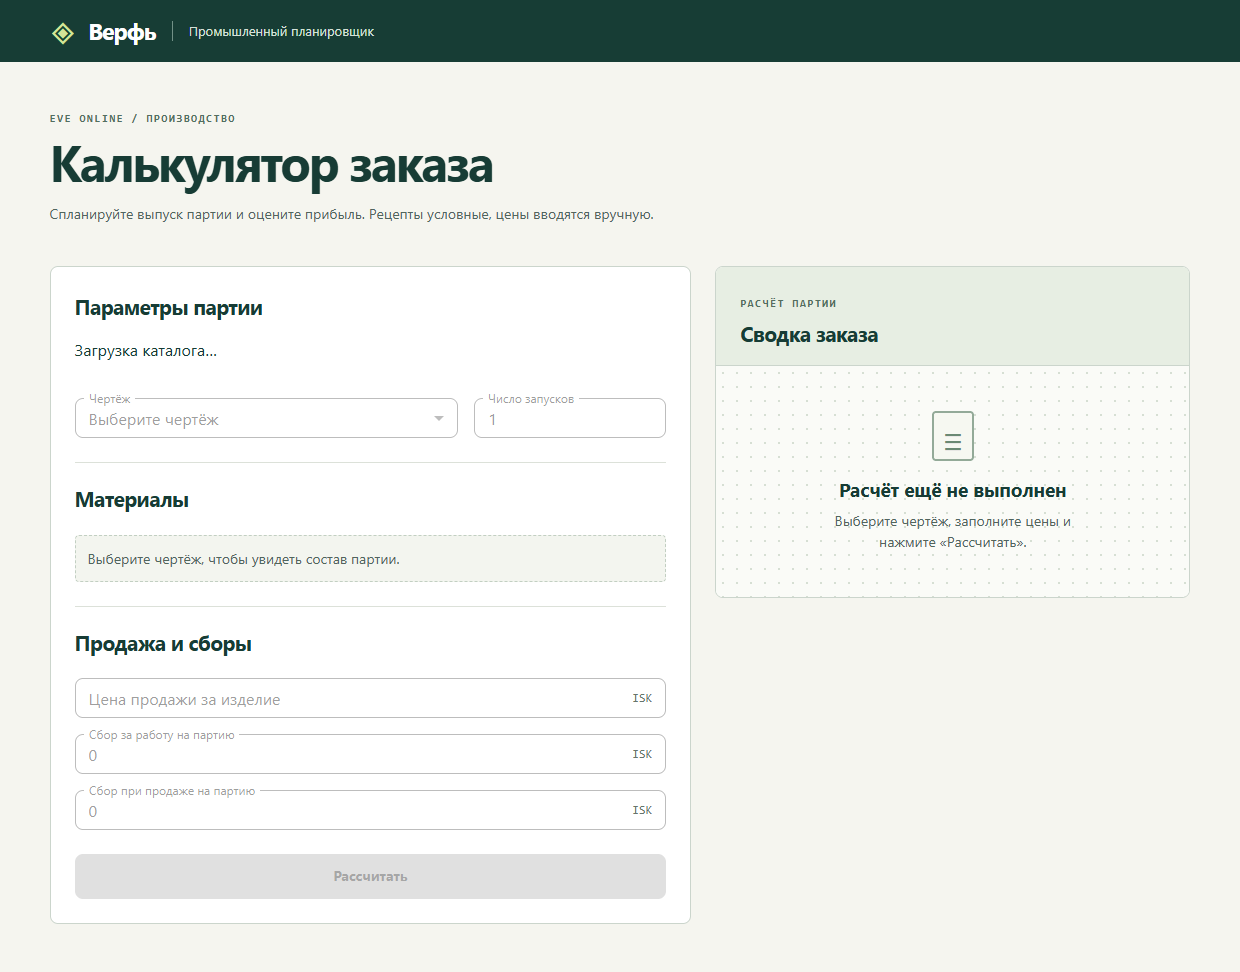 Верфь
Промышленный планировщик
EVE ONLINE / ПРОИЗВОДСТВО
Калькулятор заказа
Спланируйте выпуск партии и оцените прибыль. Рецепты условные, цены вводятся вручную.
Параметры партии
Загрузка каталога...
Чертёж
Выберите чертёж
Число запусков
1
Материалы
Выберите чертёж, чтобы увидеть состав партии.
Продажа и сборы
Цена продажи за изделие ISK
Сбор за работу на партию
0 ISK
Сбор при продаже на партию
0 ISK
Рассчитать
РАСЧЁТ ПАРТИИ
Сводка заказа
Расчёт ещё не выполнен
Выберите чертёж, заполните цены и
нажмите «Рассчитать».